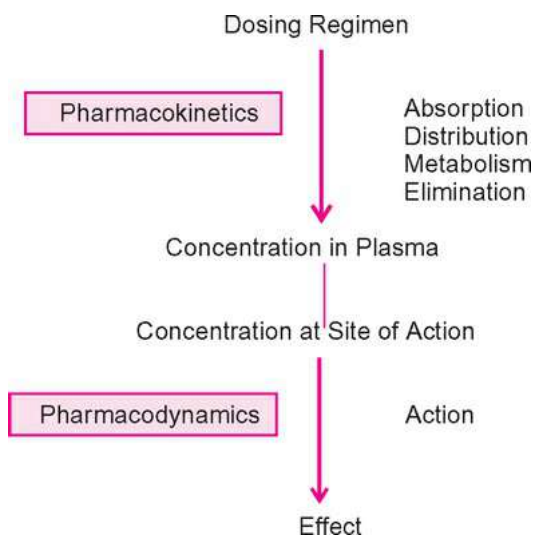 Dosing Regimen
Pharmacokinetics
Absorption
Distribution
Metabolism
Elimination
Concentration in Plasma
Concentration at Site of Action
Pharmacodynamics
Action
Effect